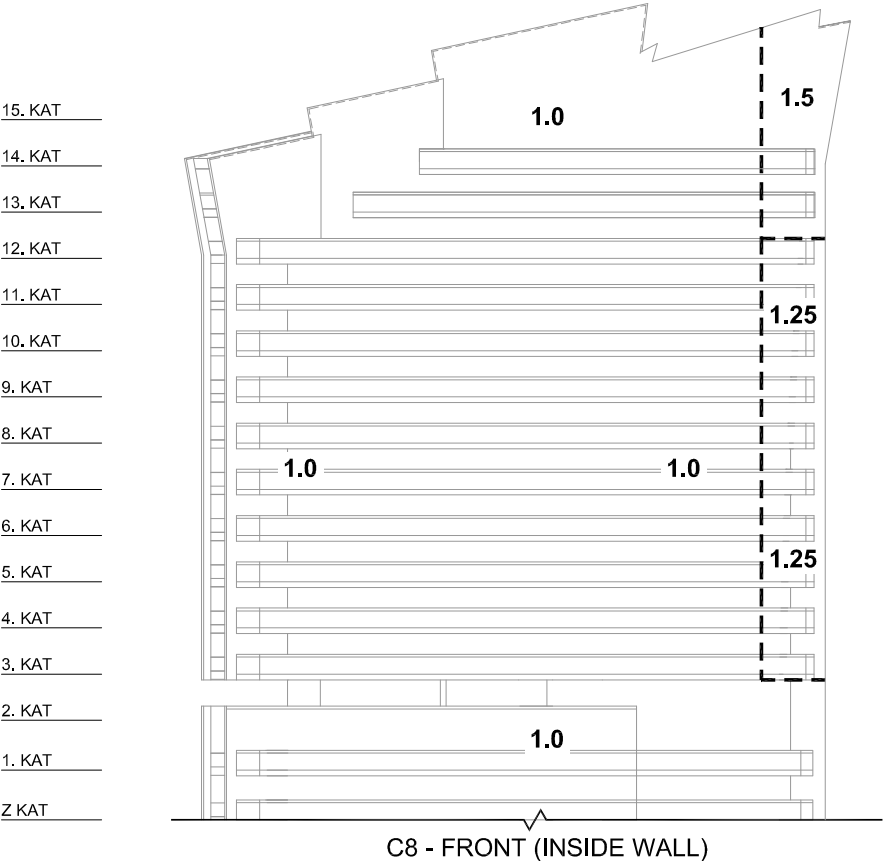 15. KAT
1.5
1.0
14. KAT
13. KAT
12. KAT
11. KAT
1.25
10. KAT
9. KAT
8. KAT
7. KAT
1.0
1.0
6. KAT
5. KAT
1.25
4. KAT
3. KAT
2. KAT
1.0
1. KAT
Z KAT
C8 - FRONT (INSIDE WALL)